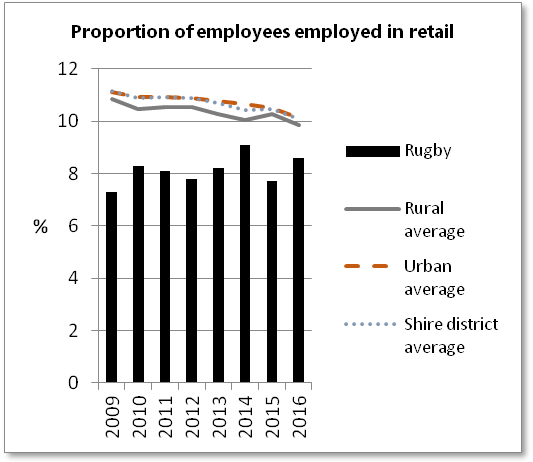 Proportion of employees employed in retail
12
10
8
6
4
2
0
%
2009
2010
2011
2012
2013
2014
2015
2016
Rugby
Rural
average
Urban
average
Shire district
average